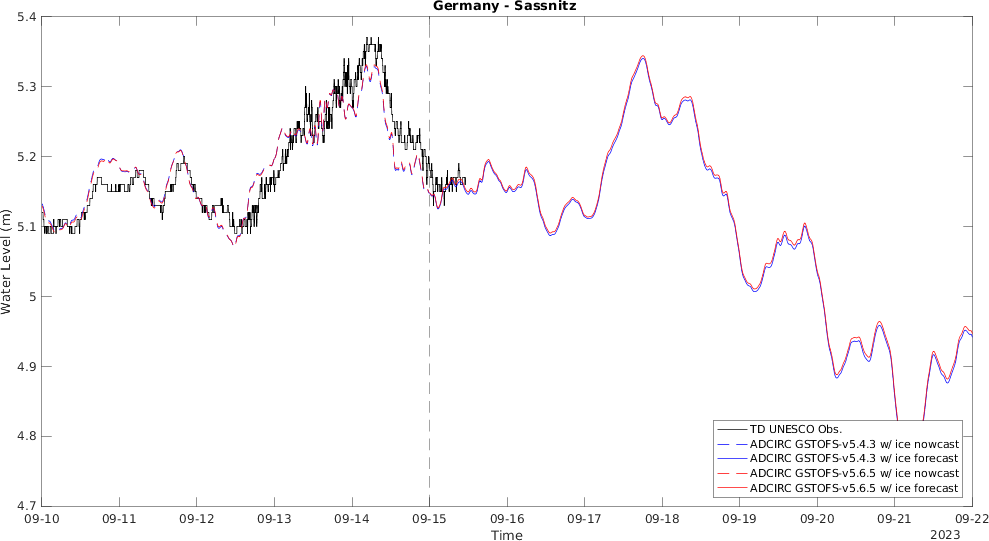 Germany - Sassnitz
5.4
5.3
5.2
5.1
5
4.9
4.8
4.7
Water Level (m)
TD UNESCO Obs.
ADCIRC GSTOFS-v5.4.3 w/ ice nowcast
ADCIRC GSTOFS-v5.4.3 w/ ice forecast
ADCIRC GSTOFS-v5.6.5 w/ ice nowcast
ADCIRC GSTOFS-v5.6.5 w/ ice forecast
09-10 09-11 09-12 09-13 09-14 09-15 09-16 09-17 09-18 09-19 09-20 09-21 09-22
Time
2023